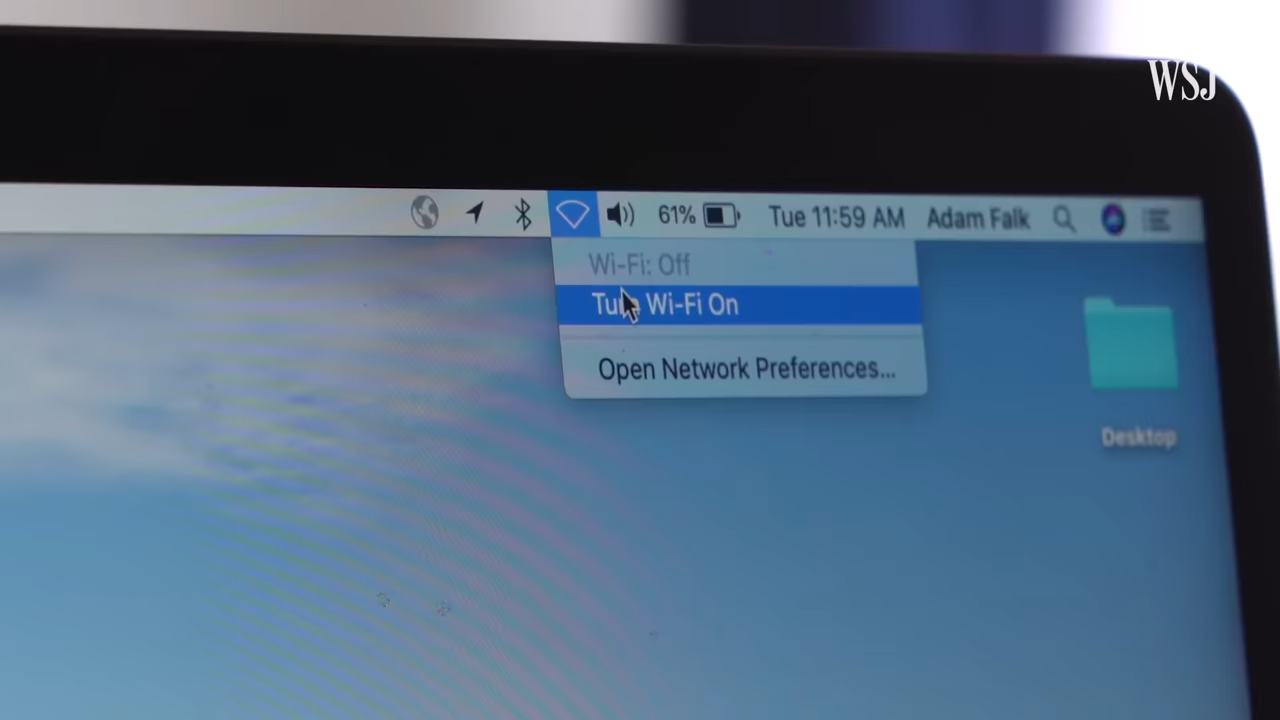 WSJ
61% Tue 11:59 AM Adam Falk
Wi-Fi: Off
Turn Wi-Fi On
Open Network Preferences...
Desktop